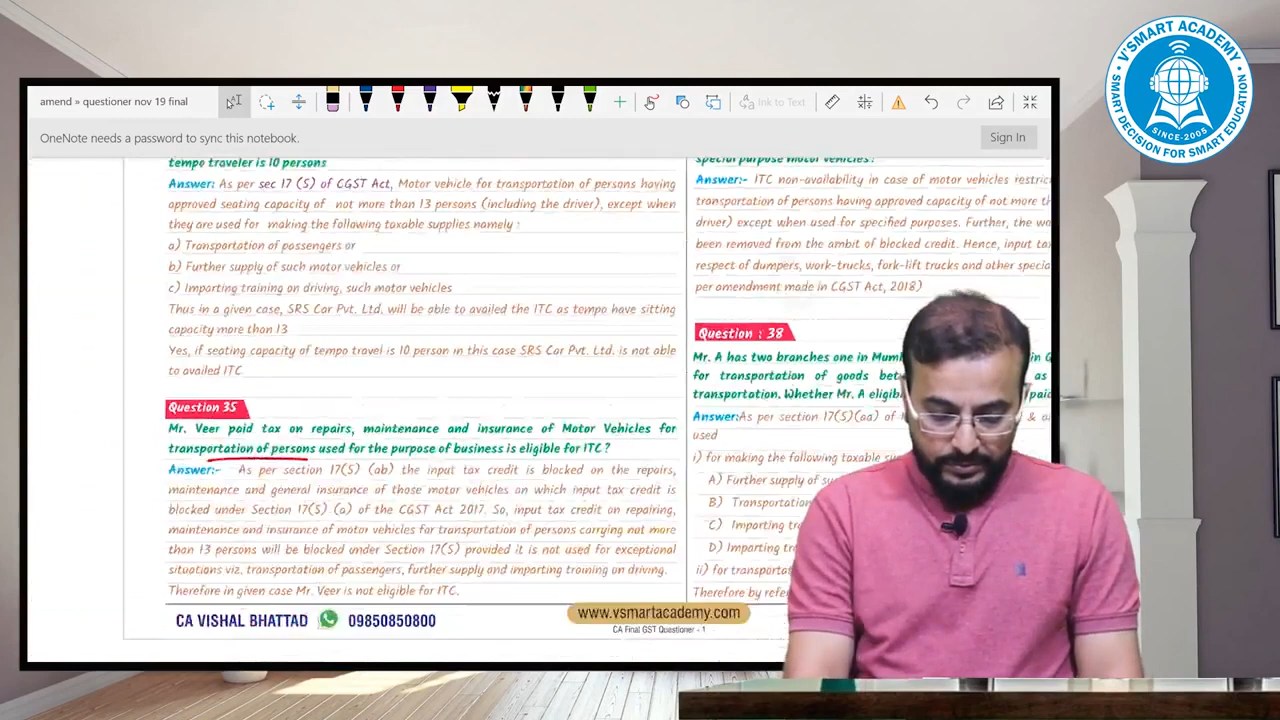 V'SMART ACADEMY
SMART DECISION FOR SMART EDUCATION
SINCE-2005
amend » questioner nov 19 final
Ink to Text
OneNote needs a password to sync this notebook.
Sign In
tempo traveler is 10 persons
Answer: As per sec 17 (5) of CGST Act, Motor vehicle for transportation of persons having
approved seating capacity of not more than 13 persons (including the driver), except when
they are used for making the following taxable supplies namely :
a) Transportation of passengers or
b) Further supply of such motor vehicles or
c) Importing training on driving, such motor vehicles
Thus in a given case, SRS Car Pvt. Ltd. will be able to availed the ITC as tempo have sitting
capacity more than 13
Yes, if seating capacity of tempo travel is 10 person in this case SRS Car Pvt. Ltd. is not able
to availed ITC
Question 35
Mr. Veer paid tax on repairs, maintenance and insurance of Motor Vehicles for
transportation of persons used for the purpose of business is eligible for ITC?
Answer:- As per section 17(5) (ab) the input tax credit is blocked on the repairs,
maintenance and general insurance of those motor vehicles on which input tax credit is
blocked under Section 17(5) (a) of the CGST Act 2017. So, input tax credit on repairing,
maintenance and insurance of motor vehicles for transportation of persons carrying not more
than 13 persons will be blocked under Section 17(5) provided it is not used for exceptional
situations viz. transportation of passengers, further supply and importing training on driving.
Therefore in given case Mr. Veer is not eligible for ITC.
special purpose motor vehicles?
Answer:- ITC non-availability in case of motor vehicles
transportation of persons having approved seating capacity of not more
driver) except when used for specified purposes. Further, the
been removed from the ambit of blocked credit. Hence, input
respect of dumpers, work-trucks, fork-lift trucks and other
per amendment made in CGST Act, 2018)
Question : 38
Mr. A has two branches one in in
for transportation of goods as
transportation. Whether Mr. A paid
Answer:As per section 17(5)(aa) of &
used
i) for making the following taxable
A) Further supply of
B) Transportation
C) Importing
D) Importing
ii) for
Therefore by
CA VISHAL BHATTAD 09850850800
www.vsmartacademy.com
CA Final GST Questioner - 1